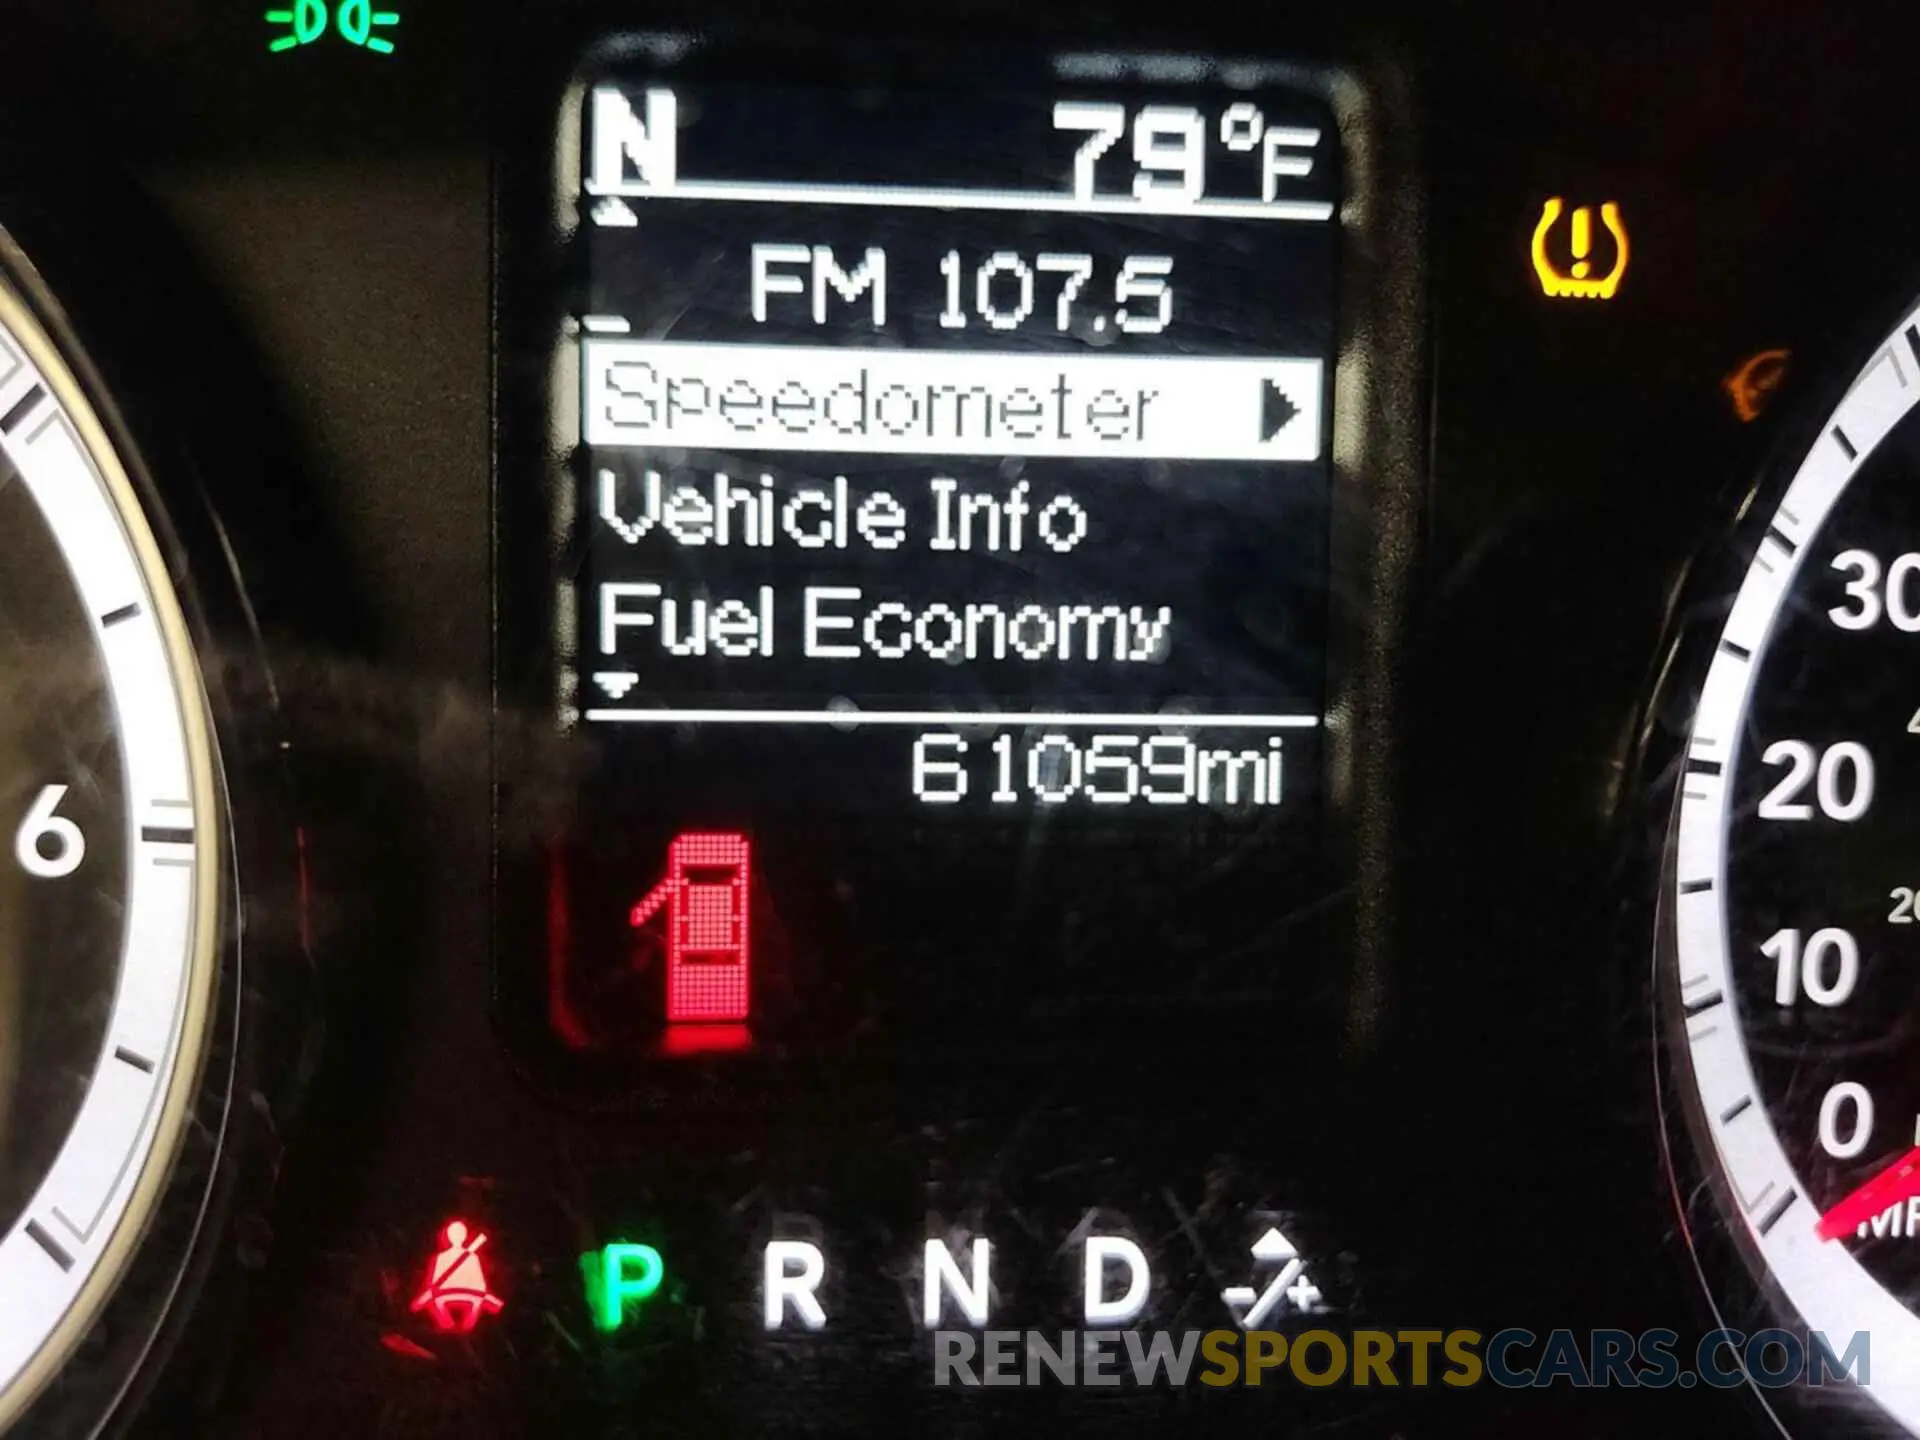 N 79°F
FM 107.5
Speedometer
Vehicle Info
Fuel Economy
61059mi
6
30
20
10
0
P R N D - +
RENEWSPORTSCARS.COM